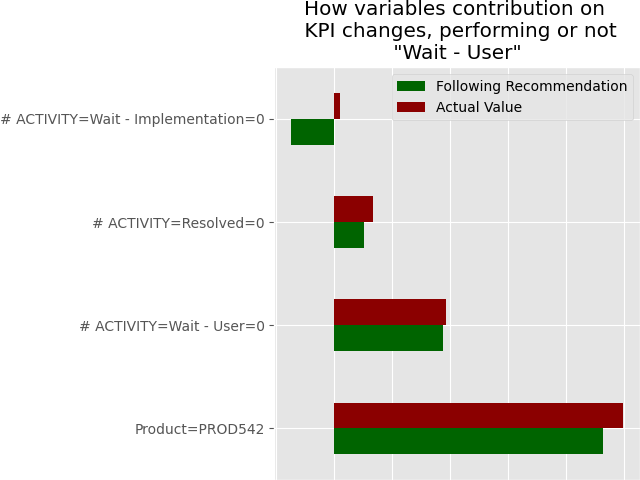 How variables contribution on
KPI changes, performing or not
"Wait - User"
Following Recommendation
Actual Value
# ACTIVITY=Wait - Implementation=0
# ACTIVITY=Resolved=0
# ACTIVITY=Wait - User=0
Product=PROD542